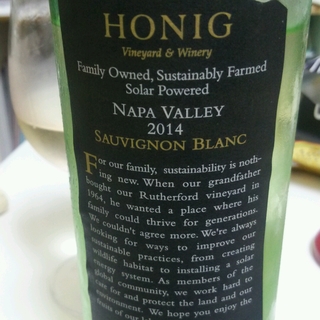 HONIG
Vineyard & Winery
Family Owned, Sustainably Farmed
Solar Powered
NAPA VALLEY
2014
SAUVIGNON BLANC
For our family, sustainability is noth-
ing new. When our grandfather
bought our Rutherford vineyard in
1964, he wanted a place where his
family could thrive for generations.
We couldn't agree more. We're always
looking for ways to improve our
sustainable practices, from creating
wildlife habitat to installing a solar
energy system. As members of the
global community, we work hard to
care for and protect the land and our
environment. We hope you enjoy the
of our